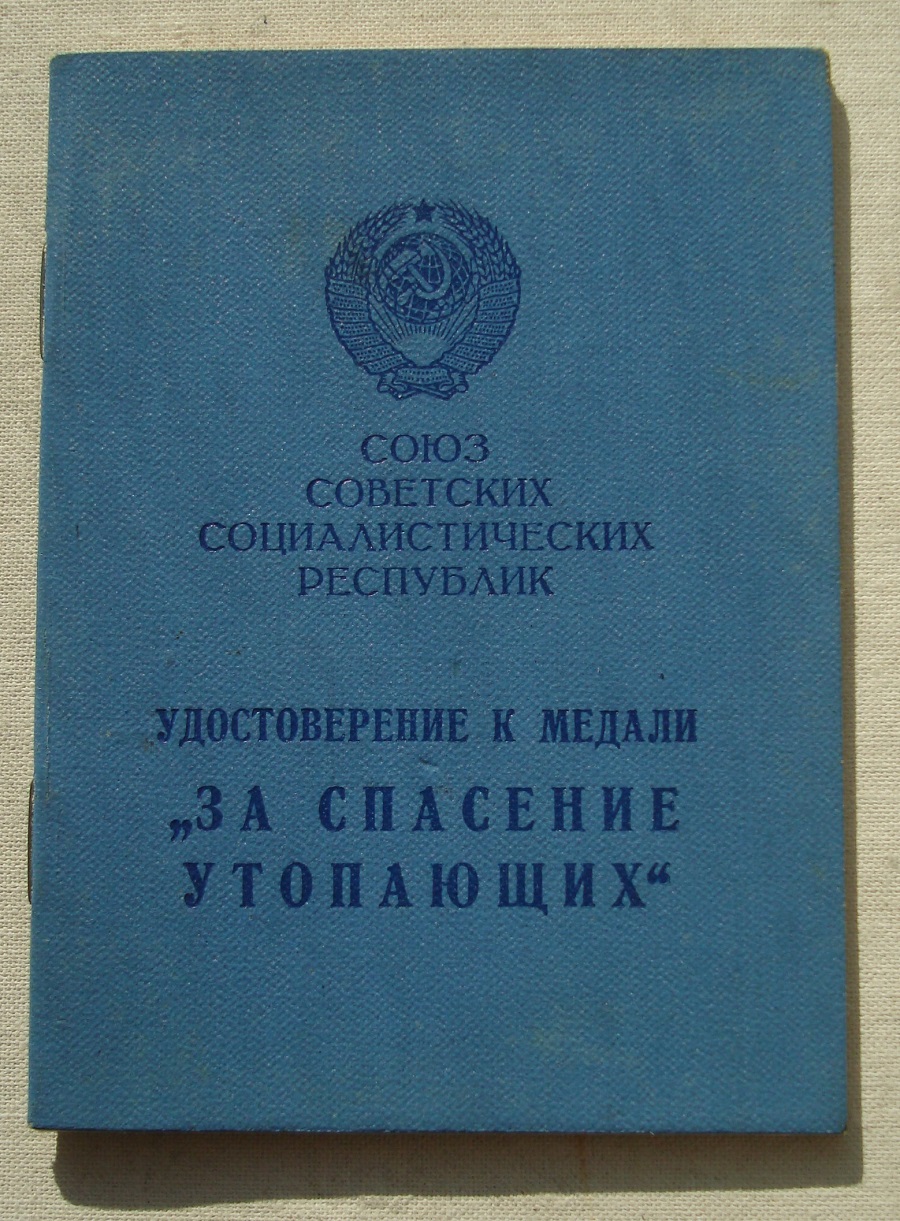 СОЮЗ
СОВЕТСКИХ
СОЦИАЛИСТИЧЕСКИХ
РЕСПУБЛИК
УДОСТОВЕРЕНИЕ К МЕДАЛИ
„ЗА СПАСЕНИЕ
УТОПАЮЩИХ“